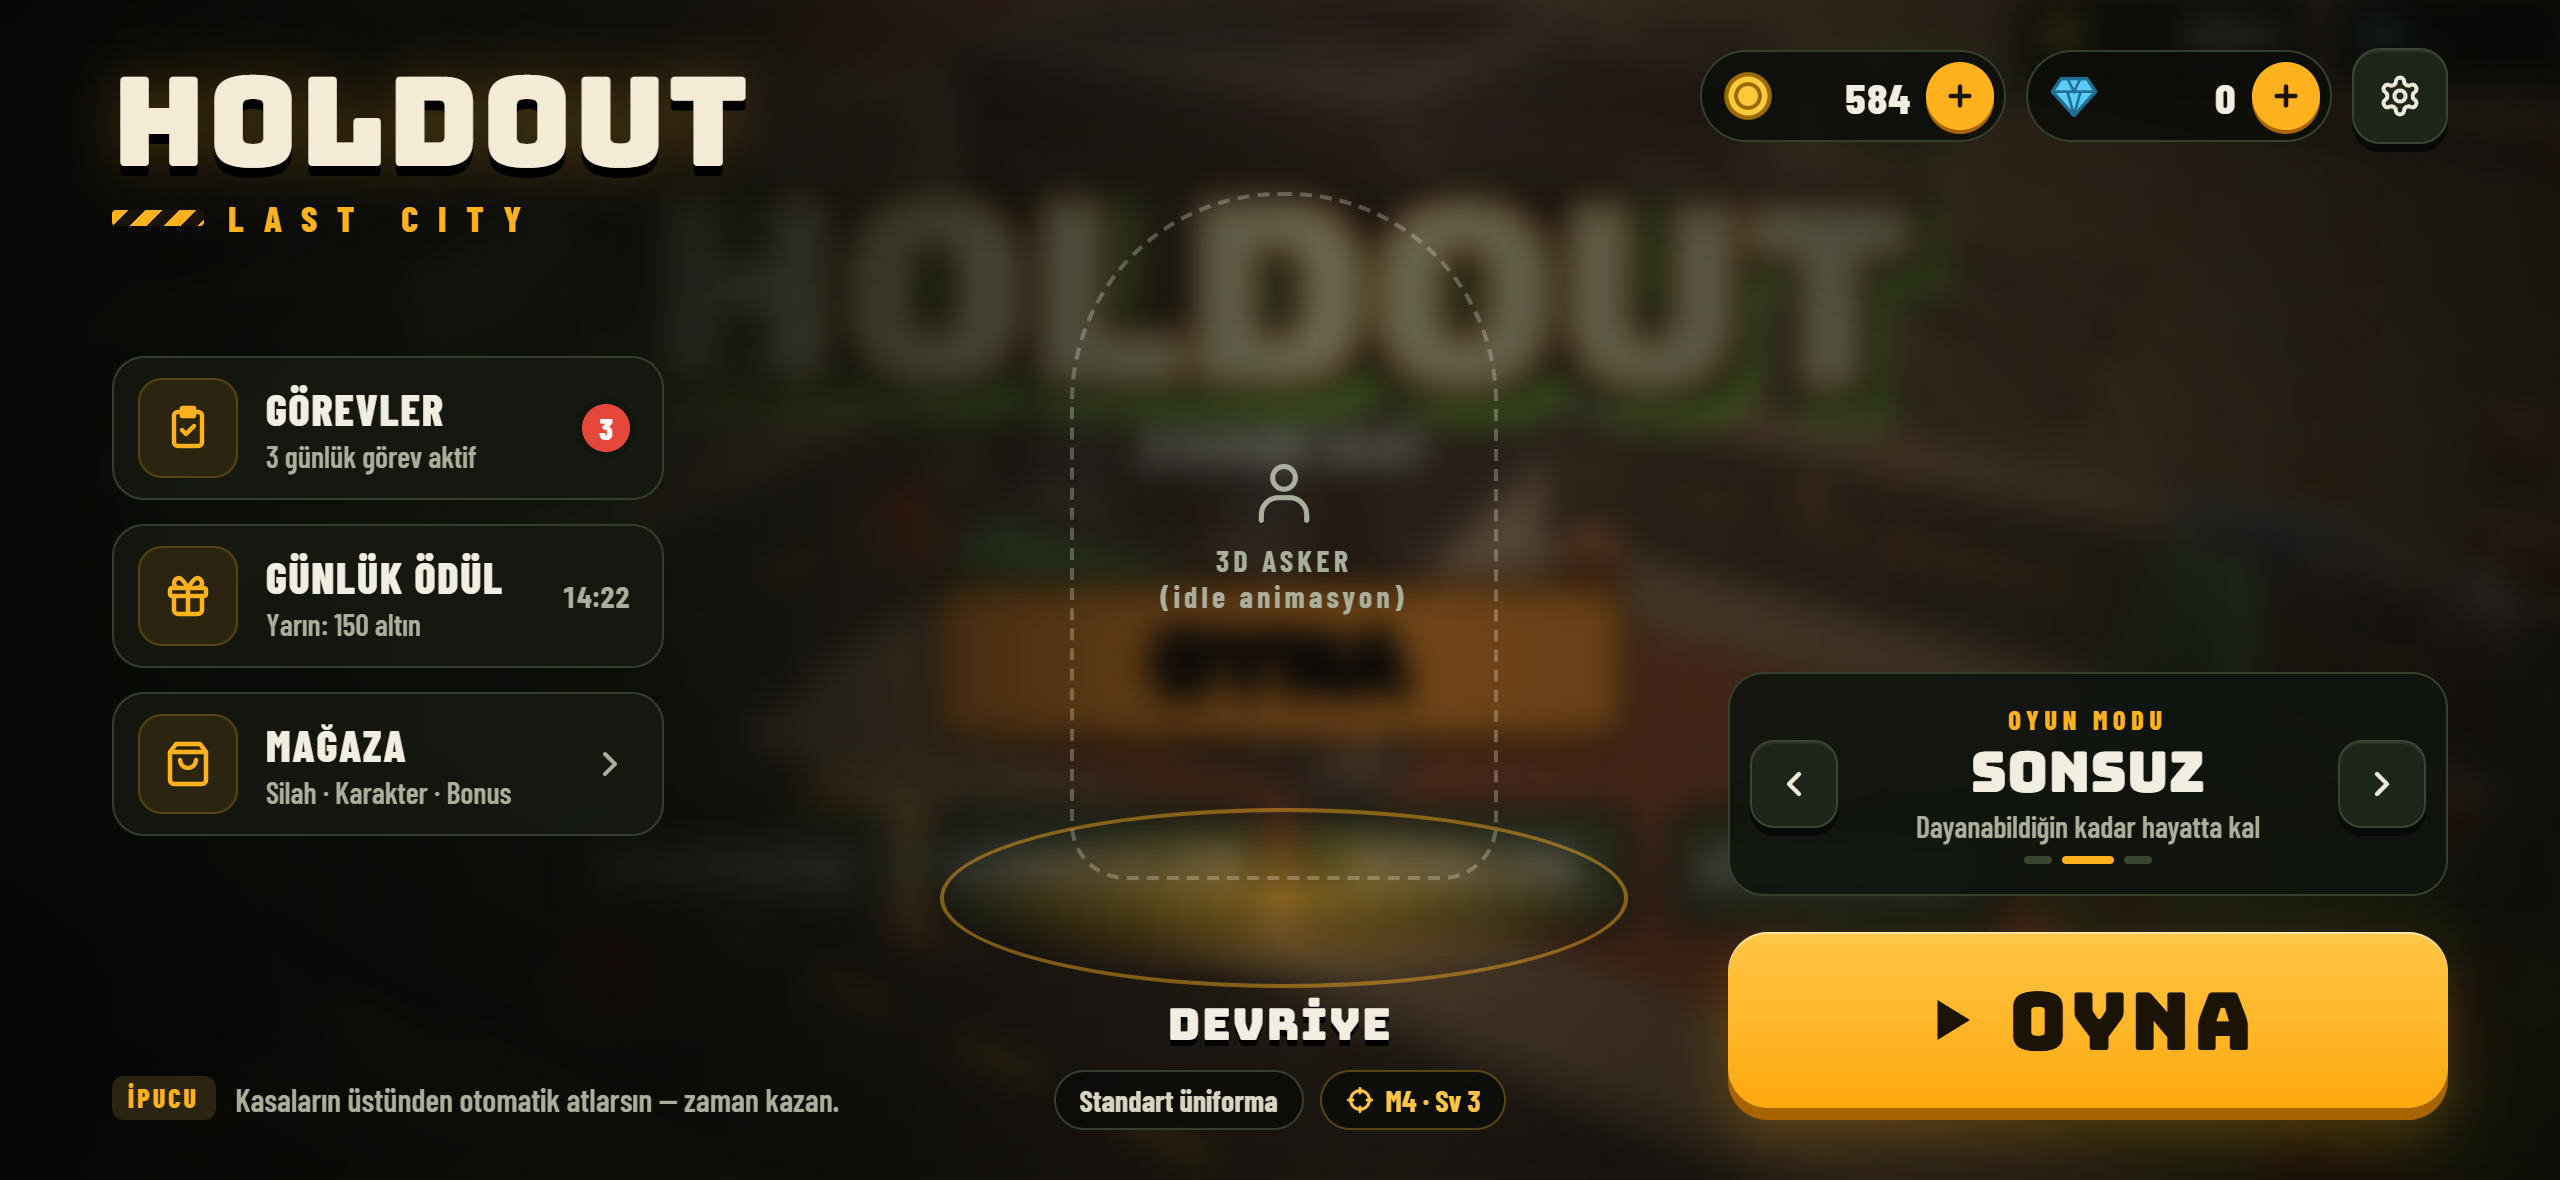 HOLDOUT
LAST CITY
584
0
HOLDOUT
GÖREVLER
3 günlük görev aktif
3
GÜNLÜK ÖDÜL
Yarın: 150 altın
14:22
MAĞAZA
Silah · Karakter · Bonus
3D ASKER
(idle animasyon)
OYNA
DEVRİYE
Standart üniforma
M4 · Sv 3
OYUN MODU
SONSUZ
Dayanabildiğin kadar hayatta kal
OYNA
İPUCU
Kasaların üstünden otomatik atlarsın — zaman kazan.